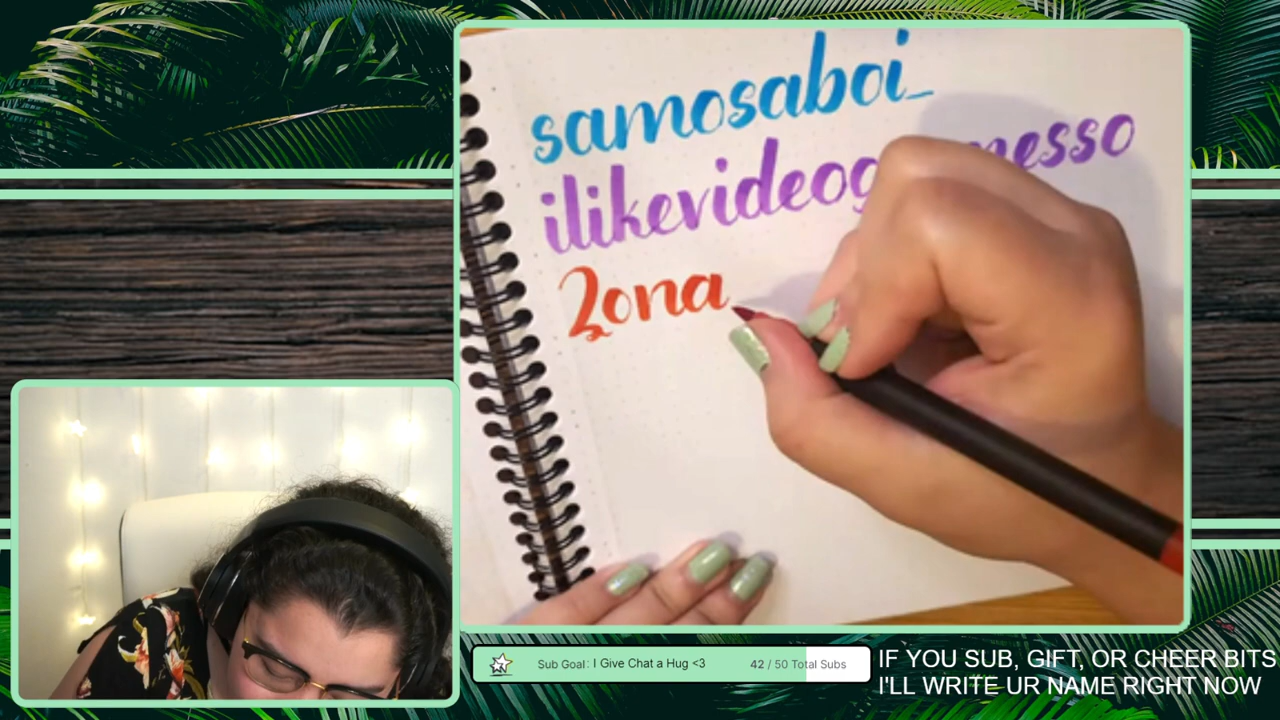 samosaboi_
ilikevideog messo
Zona
Sub Goal: I Give Chat a Hug <3 42 / 50 Total Subs
IF YOU SUB, GIFT, OR CHEER BITS
I'LL WRITE UR NAME RIGHT NOW